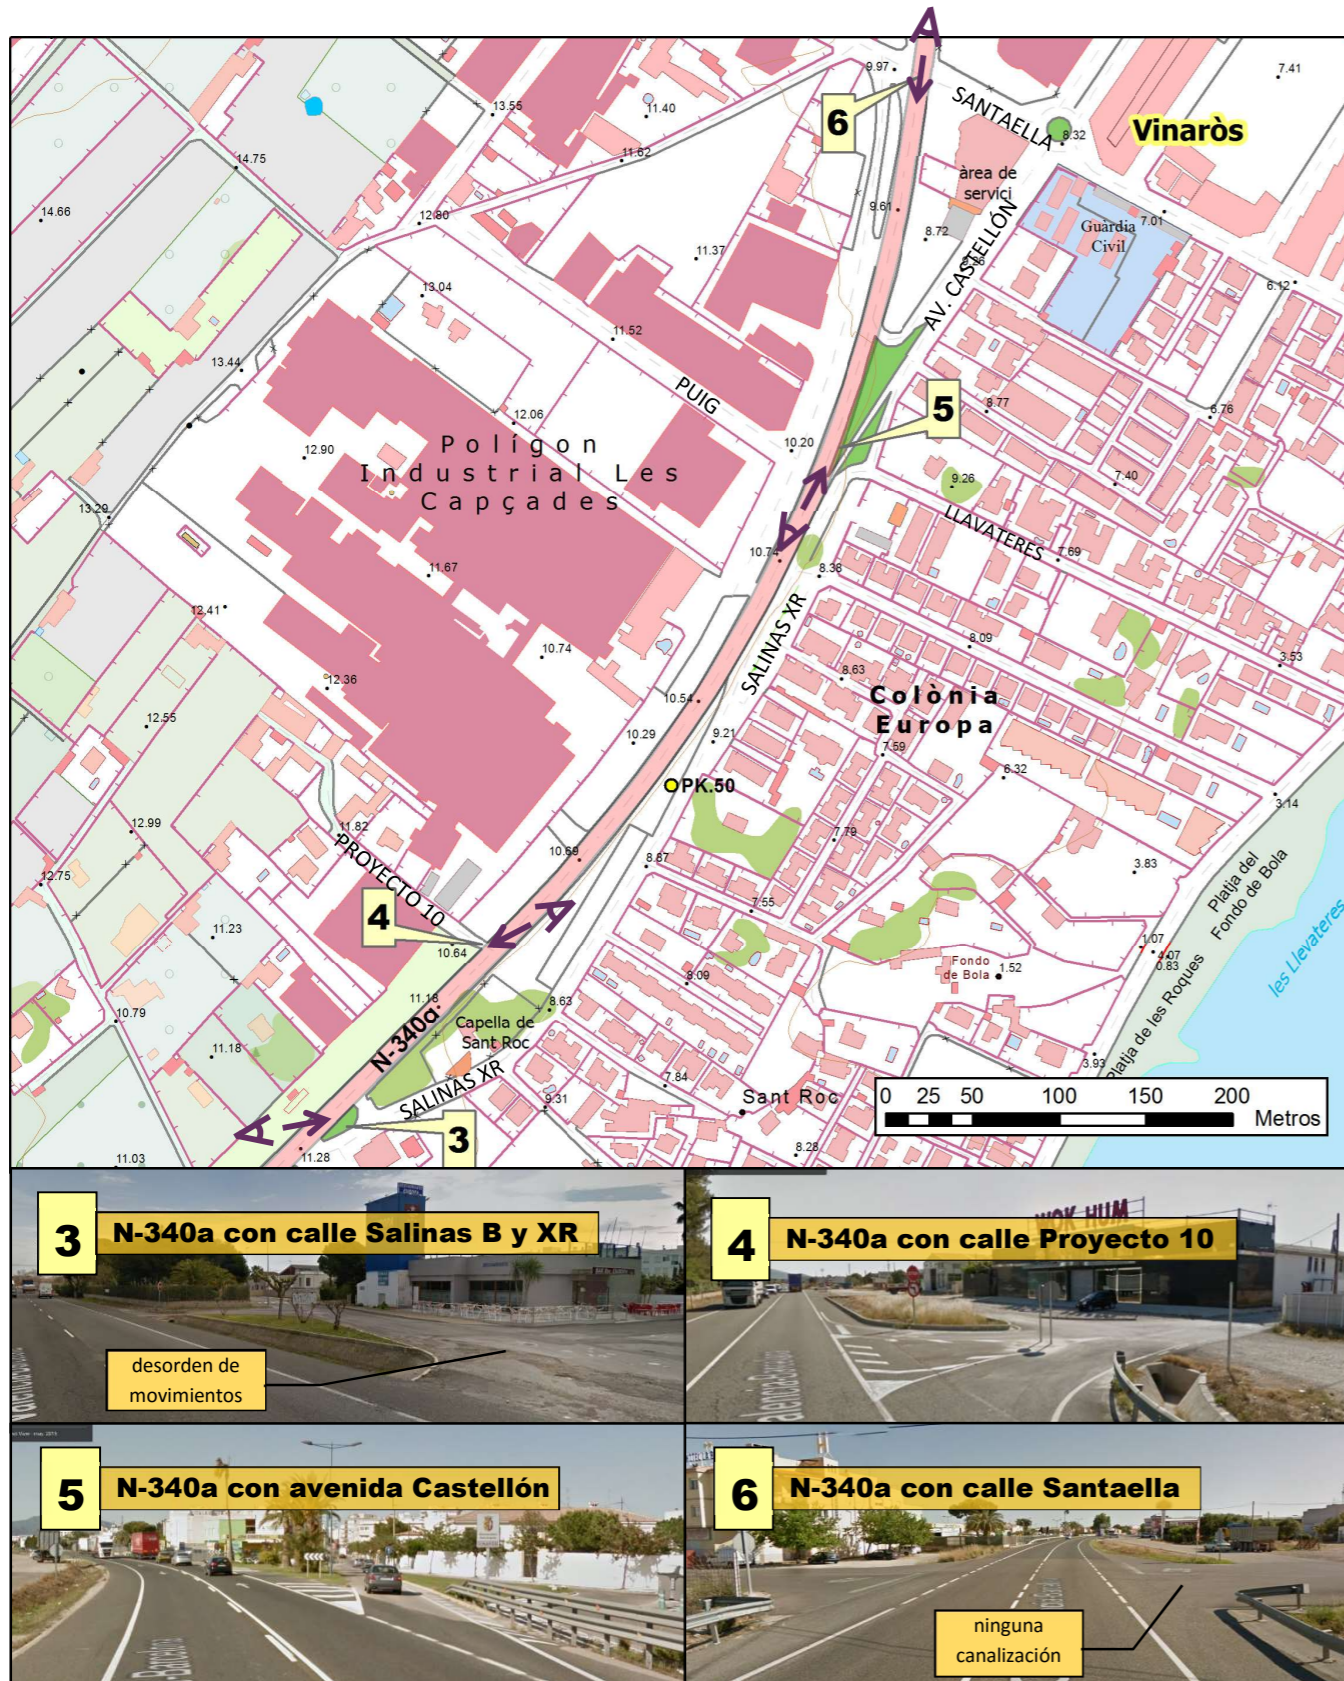 A
9.97
7.41
SANTAELLA
13.55
11.40
6
Vinaròs
8.32
11.62
14.75
àrea de
servici
14.66
12.80
9.61
7.01
Guàrdia
Civil
8.72
11.37
AV. CASTELLÓN
6.12
13.04
11.52
13.44
PUIG
8.77
6.76
12.06
5
Polígon
Industrial Les
Capçades
10.20
12.90
9.26
7.40
13.29
LLAVATERES
A
10.74
7.69
11.67
8.38
12.41
SALINAS XR
8.09
10.74
3.53
8.63
12.36
Colònia
Europa
10.54
12.55
10.29
9.21
7.59
6.32
PK.50
3.14
11.82
12.99
PROYECTO 10
7.79
10.69
8.87
3.83
12.75
Platja del
Fondo de Bola
4
A
7.55
11.23
10.64
1.07
4.07
0.83
les Llevateres
Fondo
de Bola
1.52
8.09
11.18
8.63
10.79
Capella de
Sant Roc
N-340a
11.18
3.93
Platja de les Roques
SALINAS XR
7.84
9.31
Sant Roc
0 25 50 100 150 200
Metros
A
3
11.28
8.28
11.03
3
N-340a con calle Salinas B y XR
desorden de
movimientos
4
N-340a con calle Proyecto 10
WOK HUM
5
N-340a con avenida Castellón
6
N-340a con calle Santaella
ninguna
canalización